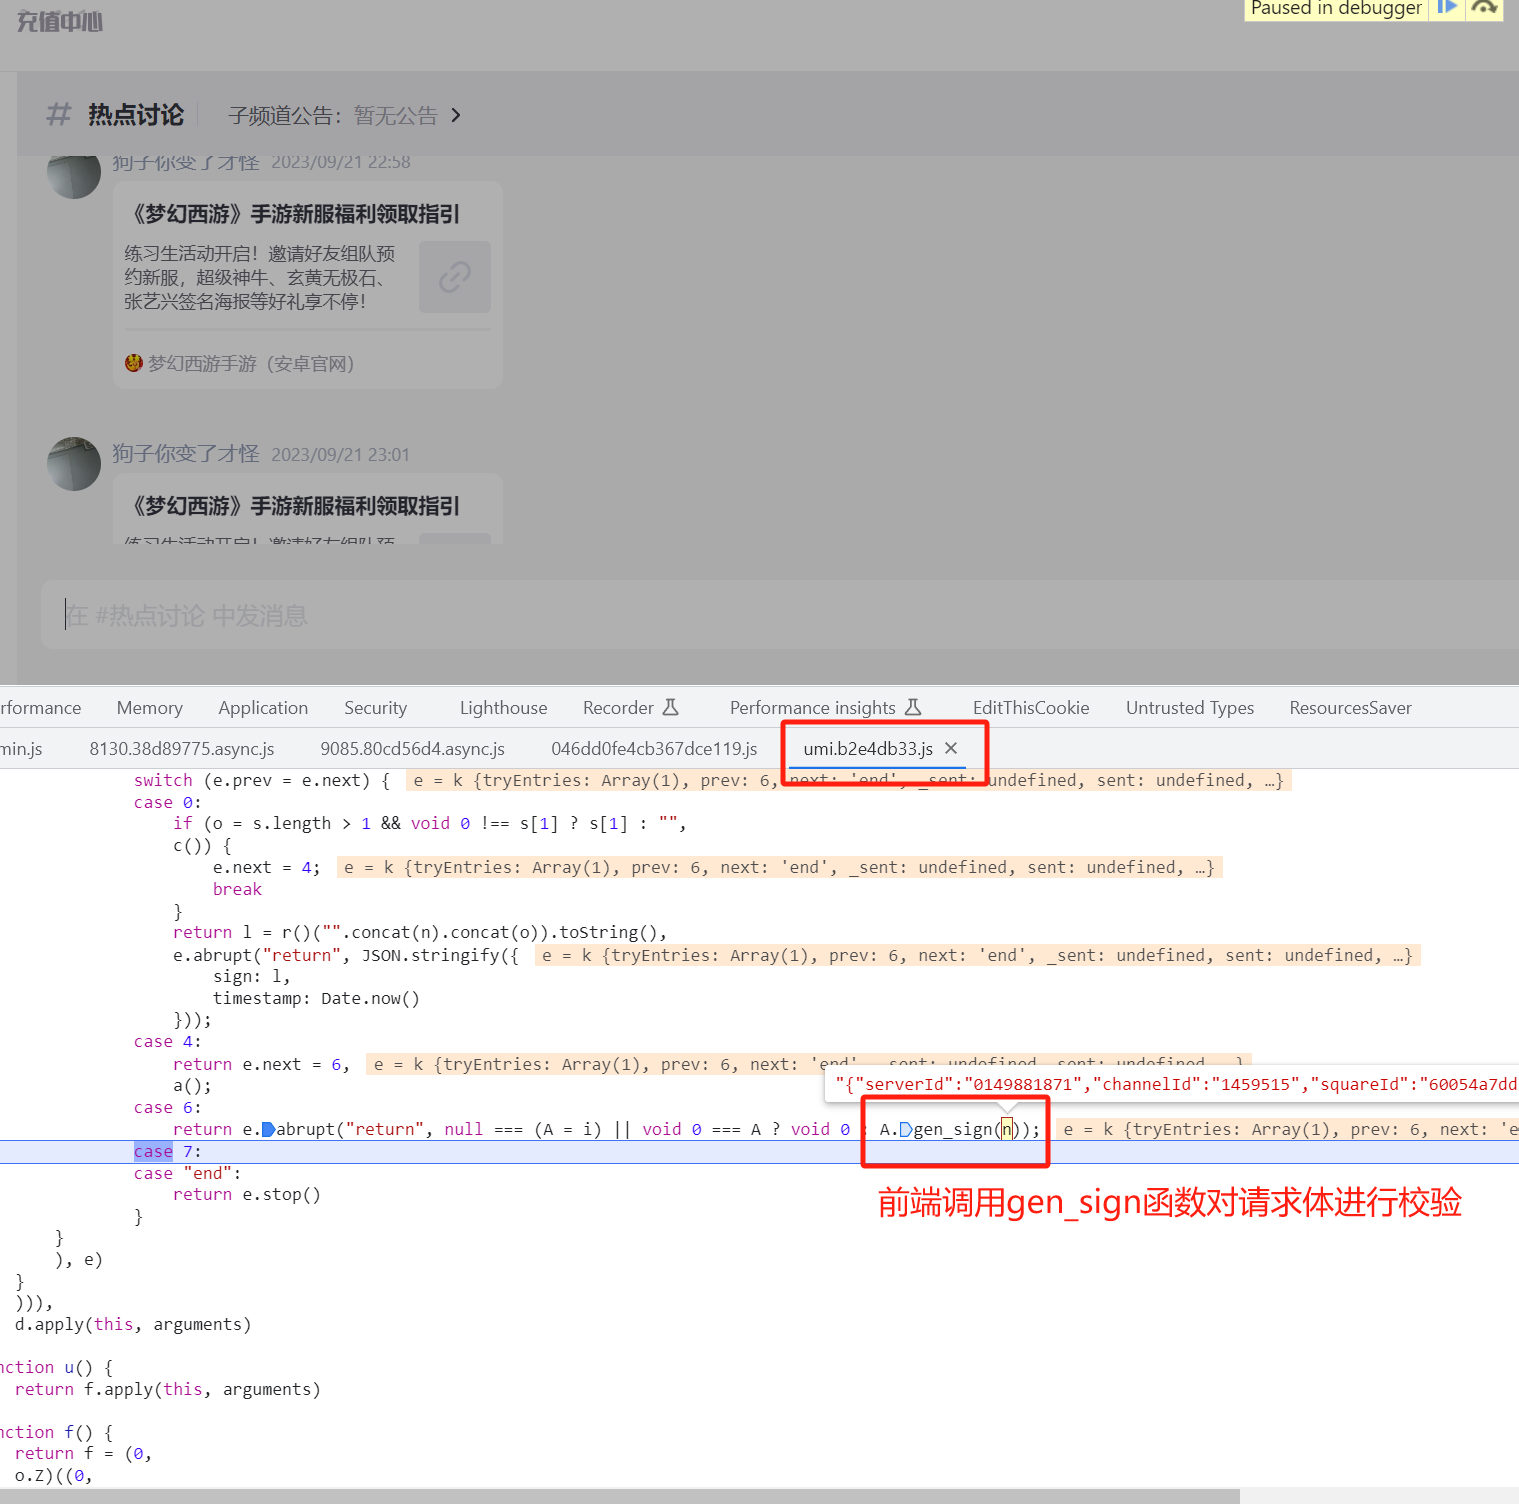 充值中心
Paused in debugger
# 热点讨论 子频道公告：暂无公告
狗子你变了才怪 2023/09/21 22:58
《梦幻西游》手游新服福利领取指引
练习生活动开启！邀请好友组队预
约新服，超级神牛、玄黄无极石、
张艺兴签名海报等好礼享不停！
梦幻西游手游（安卓官网）
狗子你变了才怪 2023/09/21 23:01
《梦幻西游》手游新服福利领取指引
练习生活动开启！邀请好友组队预
在 #热点讨论 中发消息
rformance Memory Application Security Lighthouse Recorder Performance insights EditThisCookie Untrusted Types ResourcesSaver
min.js 8130.38d89775.async.js 9085.80cd56d4.async.js 046dd0fe4cb367dce119.js umi.b2e4db33.js
switch (e.prev = e.next) { e = k {tryEntries: Array(1), prev: 6, next: 'end', _sent: undefined, sent: undefined, …}
case 0:
if (o = s.length > 1 && void 0 !== s[1] ? s[1] : "",
c()) {
e.next = 4; e = k {tryEntries: Array(1), prev: 6, next: 'end', _sent: undefined, sent: undefined, …}
break
}
return l = r()("".concat(n).concat(o)).toString(),
e.abrupt("return", JSON.stringify({ e = k {tryEntries: Array(1), prev: 6, next: 'end', _sent: undefined, sent: undefined, …}
sign: l,
timestamp: Date.now()
}));
case 4:
return e.next = 6, e = k {tryEntries: Array(1), prev: 6, next: 'end', _sent: undefined, sent: undefined, …}
a();
"{"serverId":"0149881871","channelId":"1459515","squareId":"60054a7dd
case 6:
return e.abrupt("return", null === (A = i) || void 0 === A ? void 0 : A.gen_sign(n)); e = k {tryEntries: Array(1), prev: 6, next: 'e
case 7:
case "end":
return e.stop()
}
}
), e)
}
))),
d.apply(this, arguments)
前端调用gen_sign函数对请求体进行校验
nction u() {
return f.apply(this, arguments)
nction f() {
return f = (0,
o.Z)((0,